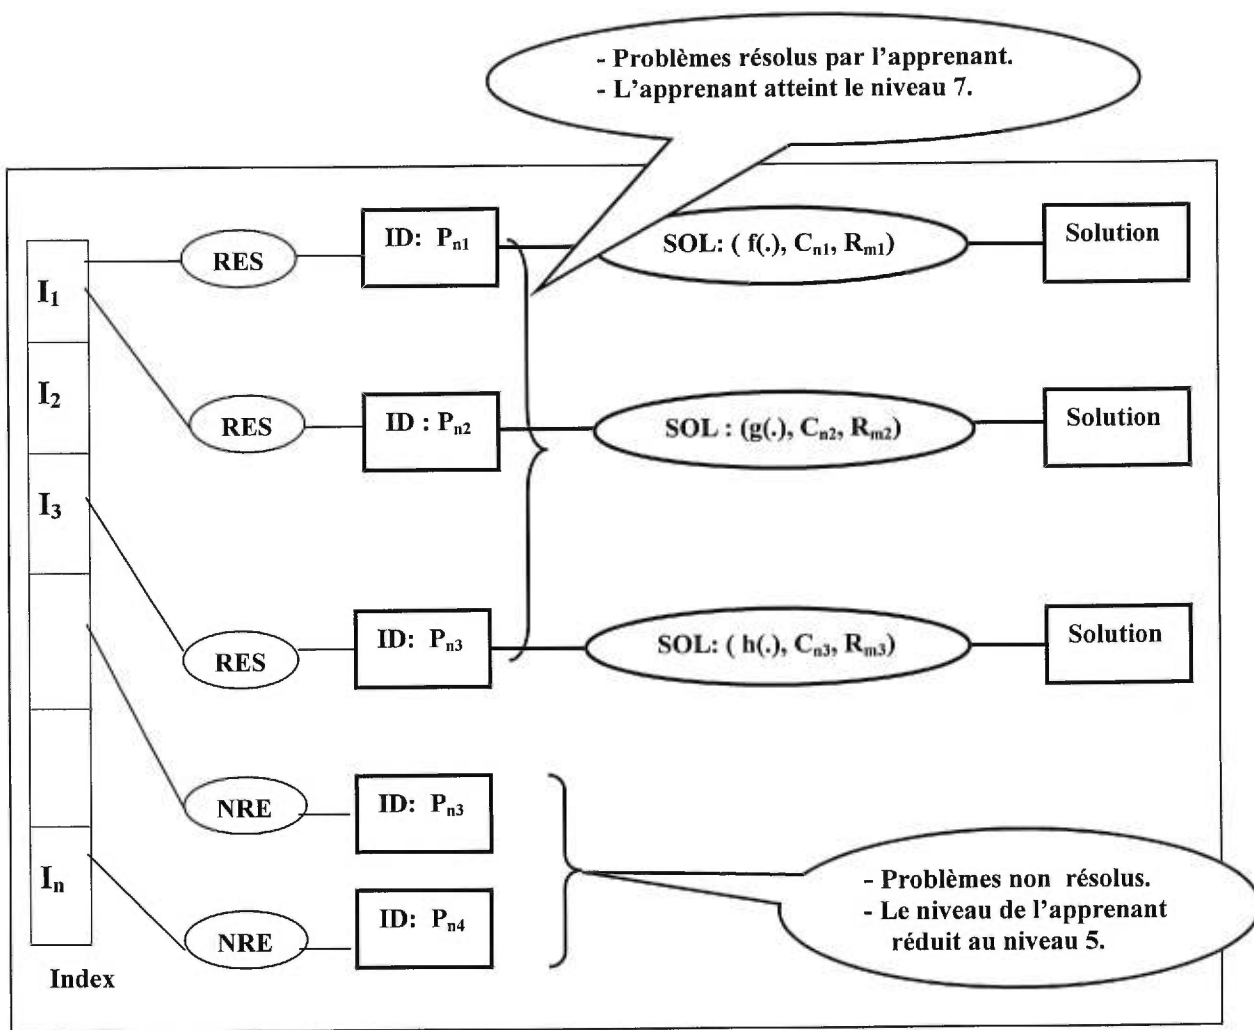 - Problèmes résolus par l'apprenant.
- L'apprenant atteint le niveau 7.
I1
RES
ID: Pn1
SOL: ( f(.), Cn1, Rm1)
Solution
I2
RES
ID : Pn2
SOL : (g(.), Cn2, Rm2)
Solution
I3
RES
ID: Pn3
SOL: ( h(.), Cn3, Rm3)
Solution
NRE
ID: Pn3
In
NRE
ID: Pn4
- Problèmes non résolus.
- Le niveau de l'apprenant
réduit au niveau 5.
Index